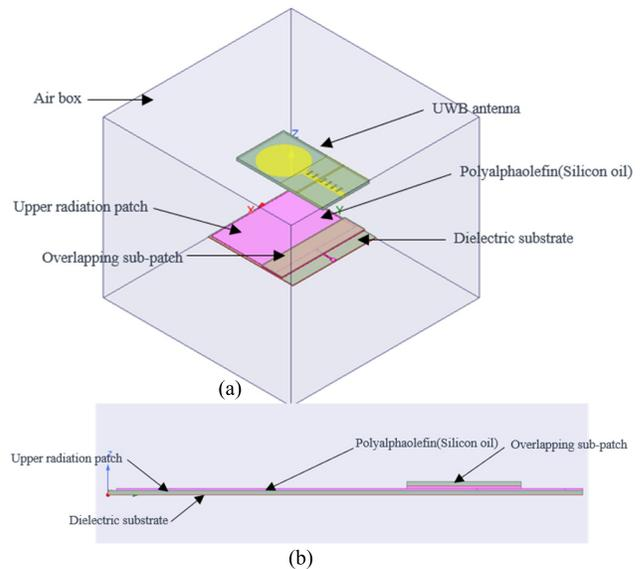 Air box
UWB antenna
Z
Polyalphaolefin(Silicon oil)
Upper radiation patch
Y
Dielectric substrate
Overlapping sub-patch
(a)
Polyalphaolefin(Silicon oil)
Overlapping sub-patch
Upper radiation patch
Z
Dielectric substrate
(b)